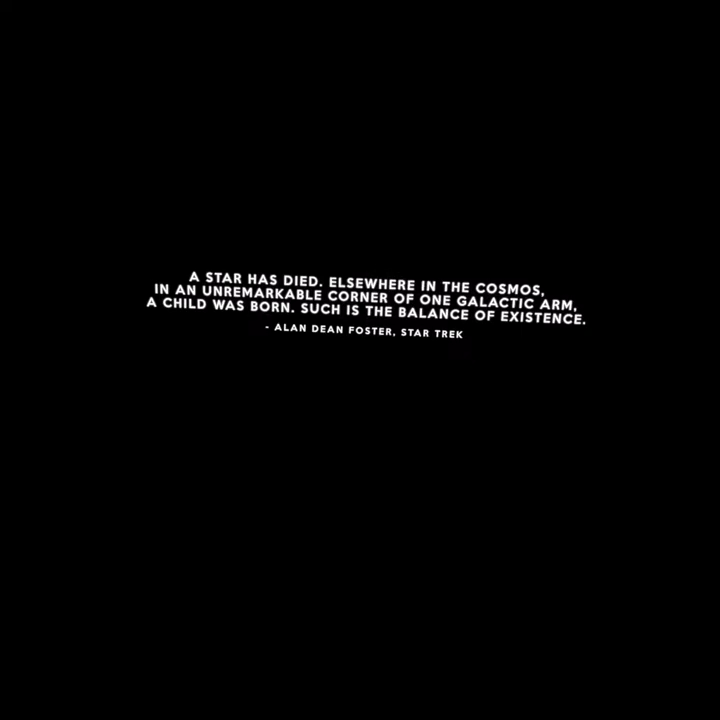 A STAR HAS DIED. ELSEWHERE IN THE COSMOS,
IN AN UNREMARKABLE CORNER OF ONE GALACTIC ARM,
A CHILD WAS BORN. SUCH IS THE BALANCE OF EXISTENCE.
- ALAN DEAN FOSTER, STAR TREK